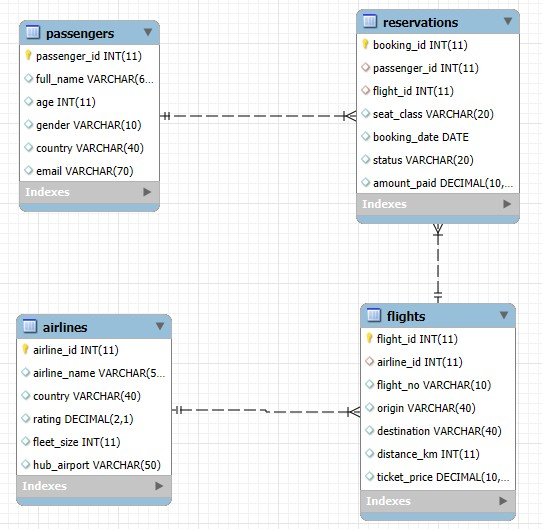 passengers
passenger_id INT(11)
full_name VARCHAR(6...
age INT(11)
gender VARCHAR(10)
country VARCHAR(40)
email VARCHAR(70)
Indexes
reservations
booking_id INT(11)
passenger_id INT(11)
flight_id INT(11)
seat_class VARCHAR(20)
booking_date DATE
status VARCHAR(20)
amount_paid DECIMAL(10,...
Indexes
airlines
airline_id INT(11)
airline_name VARCHAR(5...
country VARCHAR(40)
rating DECIMAL(2,1)
fleet_size INT(11)
hub_airport VARCHAR(50)
Indexes
flights
flight_id INT(11)
airline_id INT(11)
flight_no VARCHAR(10)
origin VARCHAR(40)
destination VARCHAR(40)
distance_km INT(11)
ticket_price DECIMAL(10,...
Indexes